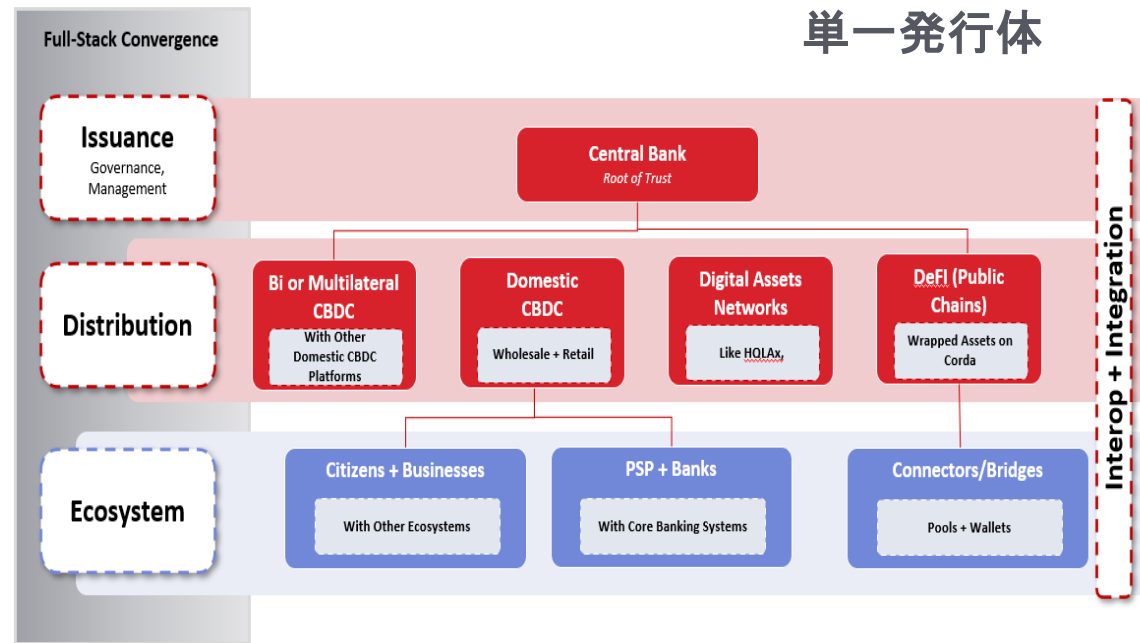 単一発行体
Full-Stack Convergence
Issuance
Governance,
Management
Central Bank
Root of Trust
Distribution
Bi or Multilateral
CBDC
With Other
Domestic CBDC
Platforms
Domestic
CBDC
Wholesale + Retail
Digital Assets
Networks
Like HQLAx,
DeFI (Public
Chains)
Wrapped Assets on
Corda
Ecosystem
Citizens + Businesses
With Other Ecosystems
PSP + Banks
With Core Banking Systems
Connectors/Bridges
Pools + Wallets
Interop + Integration